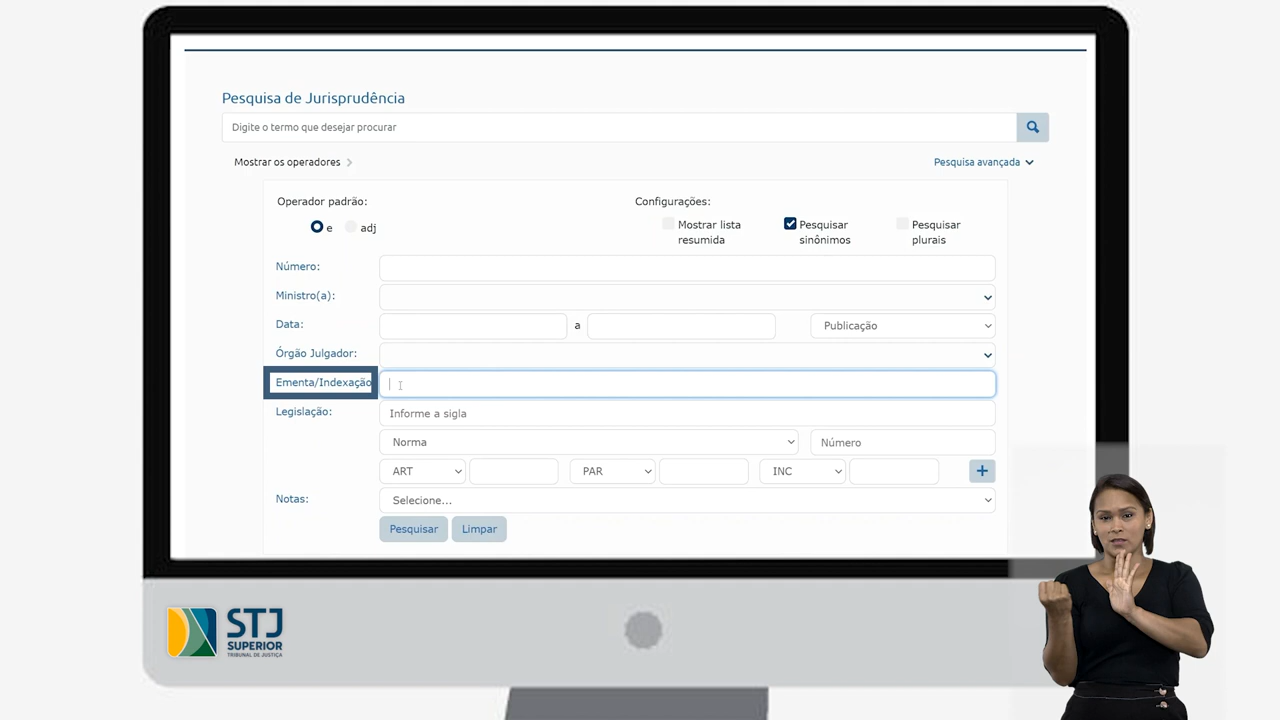 Pesquisa de Jurisprudência
Digite o termo que desejar procurar
Mostrar os operadores
Pesquisa avançada
Operador padrão:
Configurações:
e
adj
Mostrar lista
resumida
Pesquisar
sinônimos
Pesquisar
plurais
Número:
Ministro(a):
Data:
a
Publicação
Órgão Julgador:
Ementa/Indexação
Legislação:
Informe a sigla
Norma
Número
ART
PAR
INC
+
Notas:
Selecione...
Pesquisar
Limpar
STJ
SUPERIOR
TRIBUNAL DE JUSTIÇA